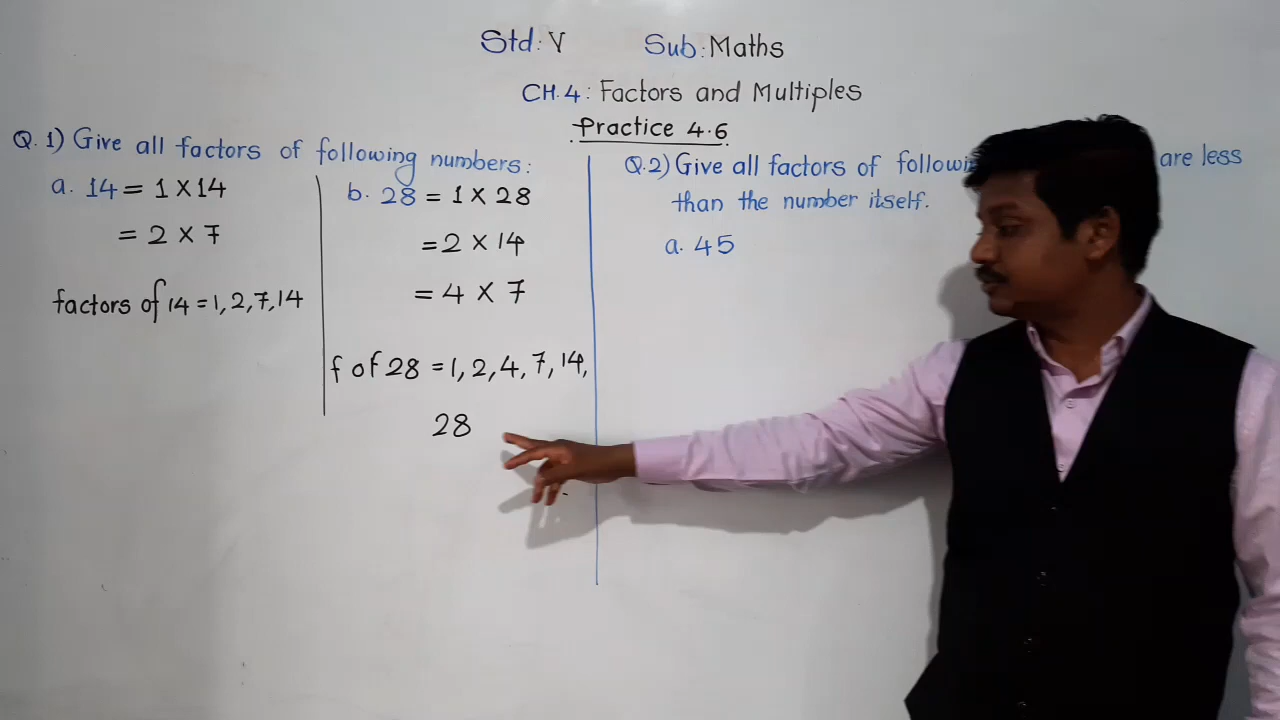 Std: V Sub: Maths
CH.4: Factors and Multiples
Practice 4.6
Q.1) Give all factors of following numbers:
a. 14 = 1 X 14
= 2 X 7
factors of 14 = 1, 2, 7, 14
b. 28 = 1 X 28
= 2 X 14
= 4 X 7
f of 28 = 1, 2, 4, 7, 14,
28
Q.2) Give all factors of are less
than the number itself.
a. 45